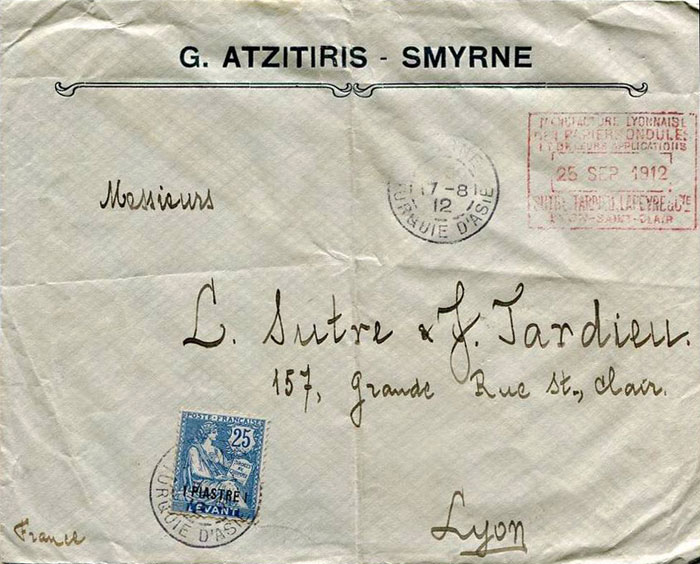 G. ATZITIRIS - SMYRNE
MANUFACTURE LYONNAISE
DES PAPIERS ONDULÉS
ET DE LEURS APPLICATIONS
25 SEP 1912
SUTRE, TARDIEU, LAPEYRE & Cie
LYON-SAINT-CLAIR
17-8
12
TURQUIE D'ASIE
Messieurs
L. Sutre & J. Tardieu.
157, Grande Rue St., Clair.
POSTE FRANÇAISE
25
1 PIASTRE 1
LEVANT
TURQUIE D'ASIE
France
Lyon